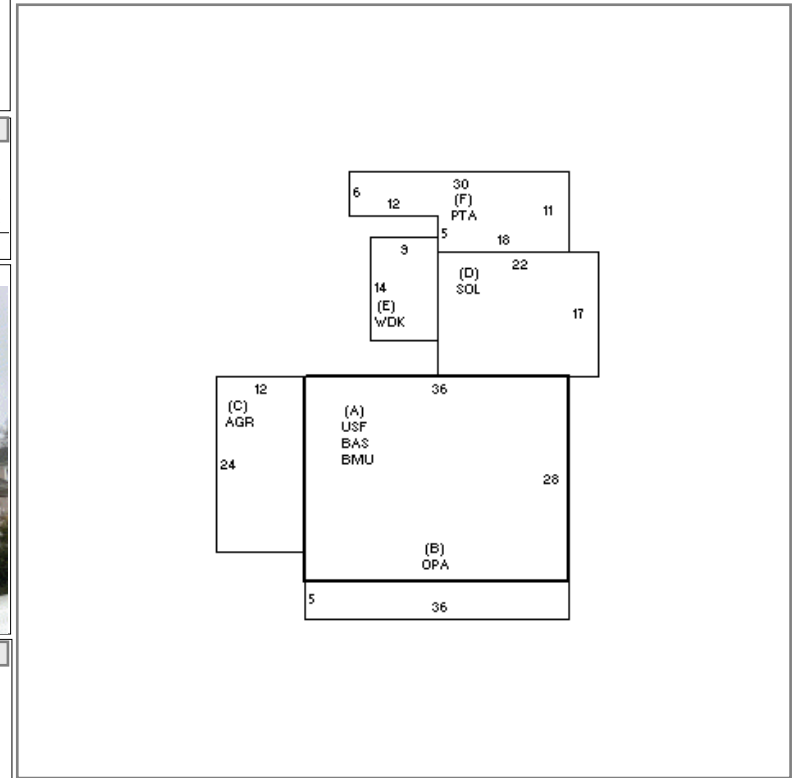 30
6
(F)
12
11
PTA
5
18
9
22
(D)
14
SOL
(E)
17
WDK
12
36
(C)
(A)
AGR
USF
BAS
BMU
24
28
(B)
OPA
5
36